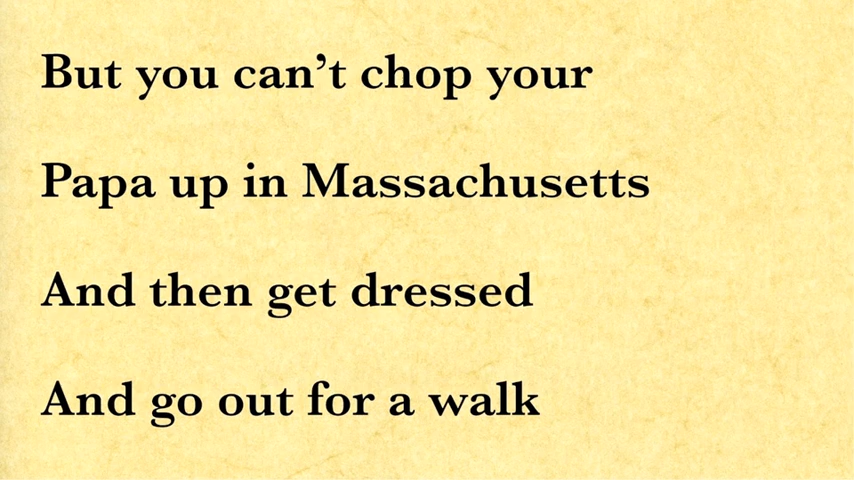 But you can’t chop your
Papa up in Massachusetts
And then get dressed
And go out for a walk